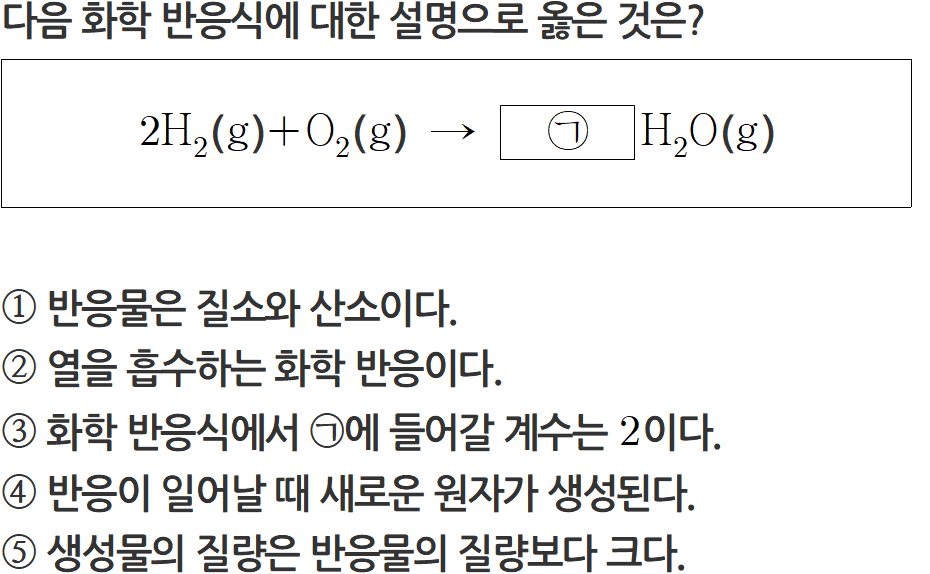 다음 화학 반응식에 대한 설명으로 옳은 것은?
2H₂(g)+O₂(g) → ㉠ H₂O(g)
① 반응물은 질소와 산소이다.
② 열을 흡수하는 화학 반응이다.
③ 화학 반응식에서 ㉠에 들어갈 계수는 2이다.
④ 반응이 일어날 때 새로운 원자가 생성된다.
⑤ 생성물의 질량은 반응물의 질량보다 크다.